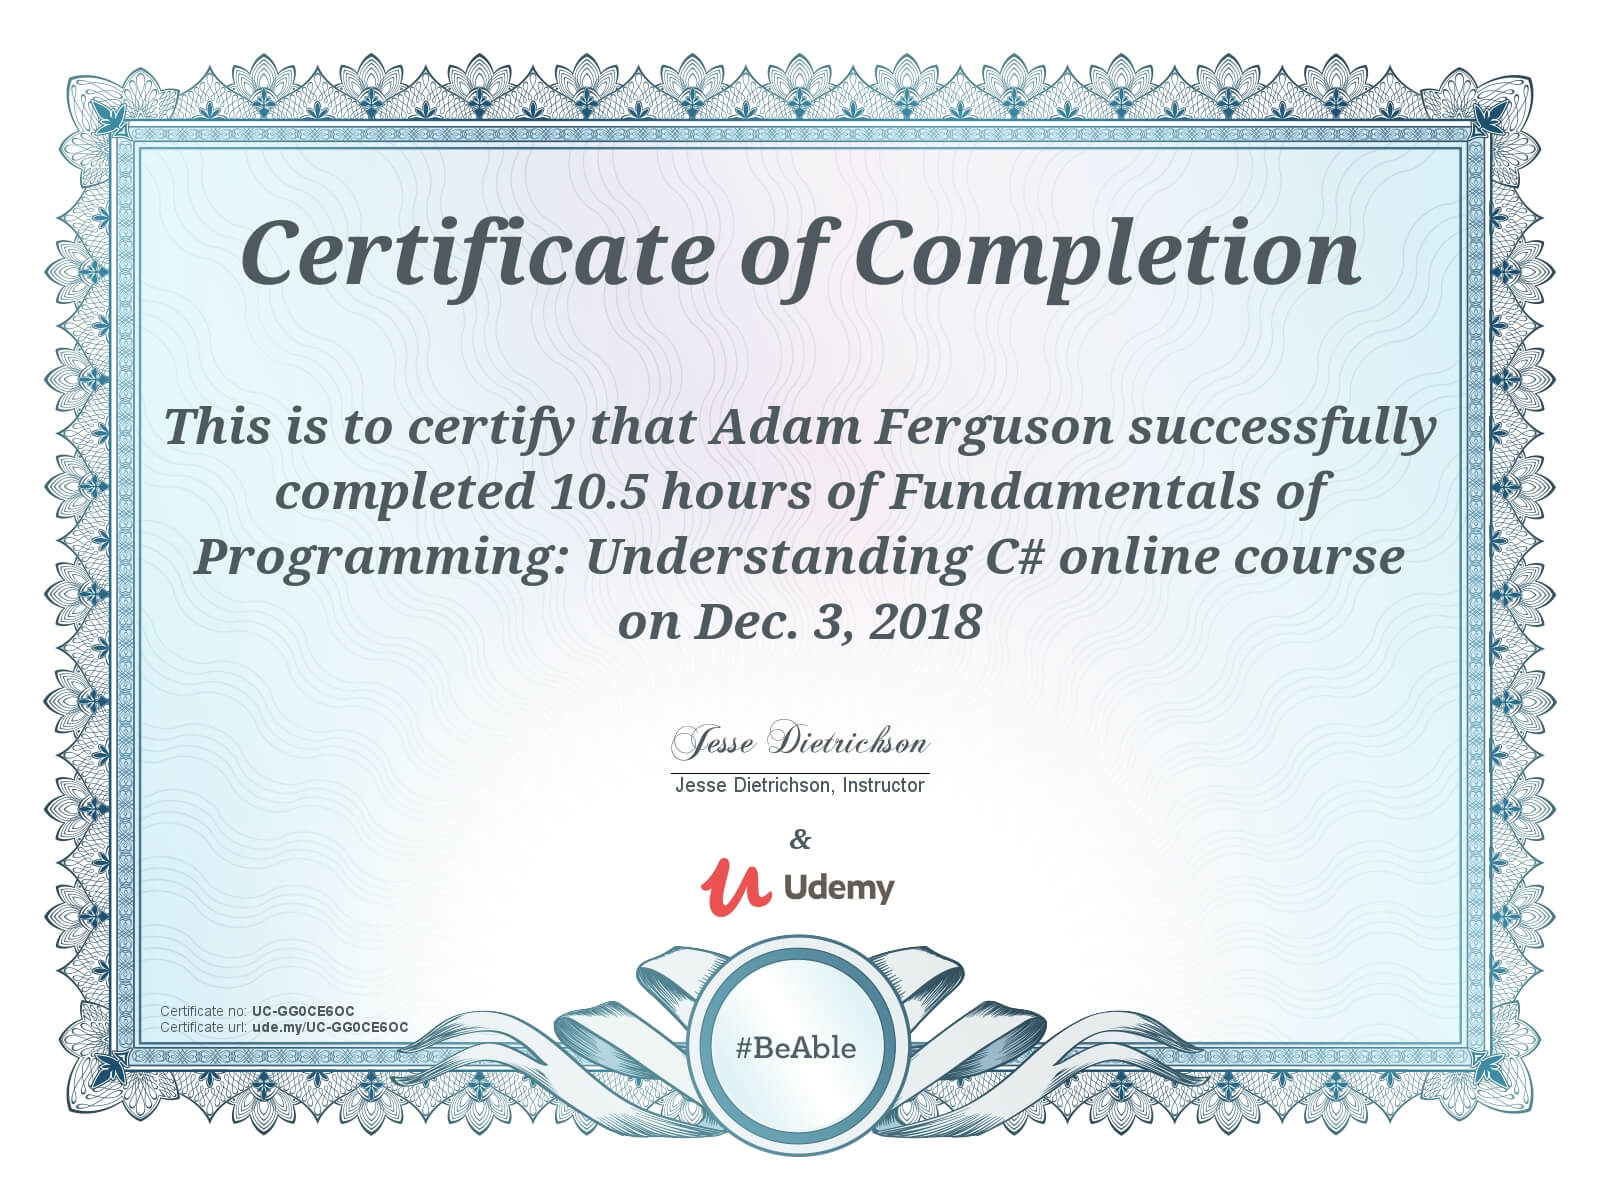 Certificate of Completion
This is to certify that Adam Ferguson successfully
completed 10.5 hours of Fundamentals of
Programming: Understanding C# online course
on Dec. 3, 2018
Jesse Dietrichson
Jesse Dietrichson, Instructor
&
Udemy
Certificate no: UC-GG0CE6OC
Certificate url: ude.my/UC-GG0CE6OC
#BeAble